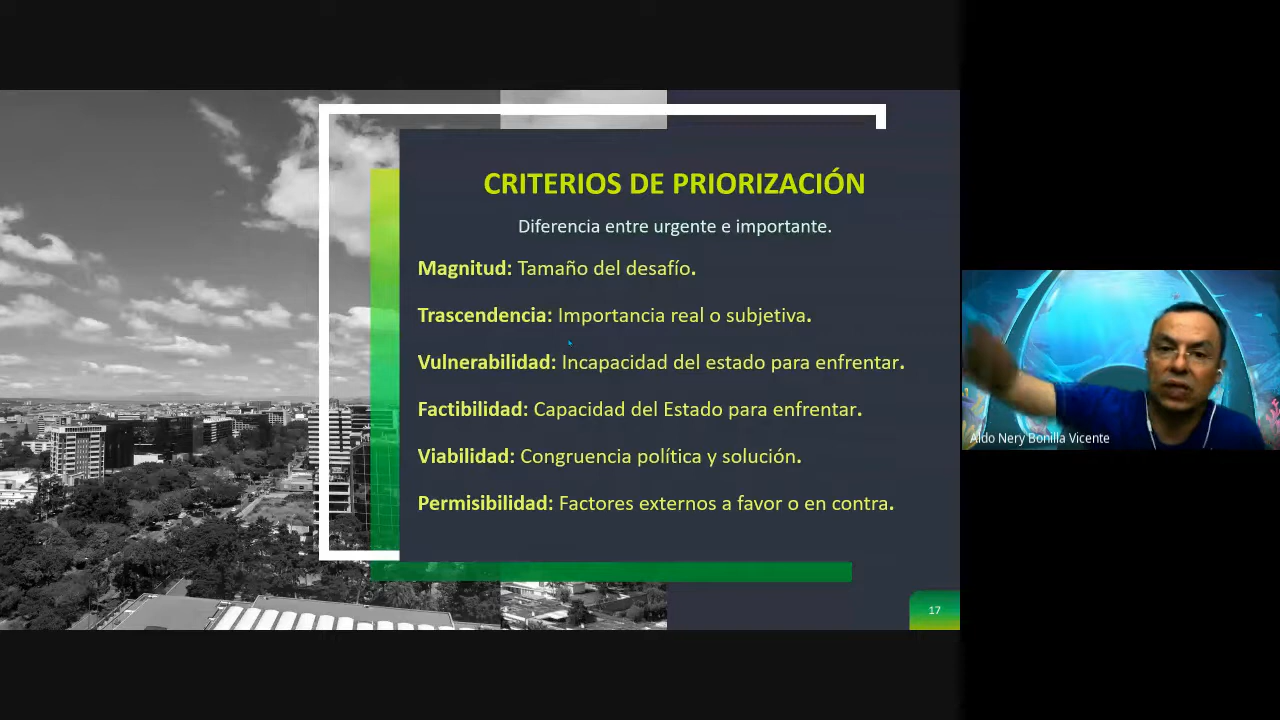 CRITERIOS DE PRIORIZACIÓN
Diferencia entre urgente e importante.
Magnitud: Tamaño del desafío.
Trascendencia: Importancia real o subjetiva.
Vulnerabilidad: Incapacidad del estado para enfrentar.
Factibilidad: Capacidad del Estado para enfrentar.
Viabilidad: Congruencia política y solución.
Permisibilidad: Factores externos a favor o en contra.
17
Aldo Nery Bonilla Vicente